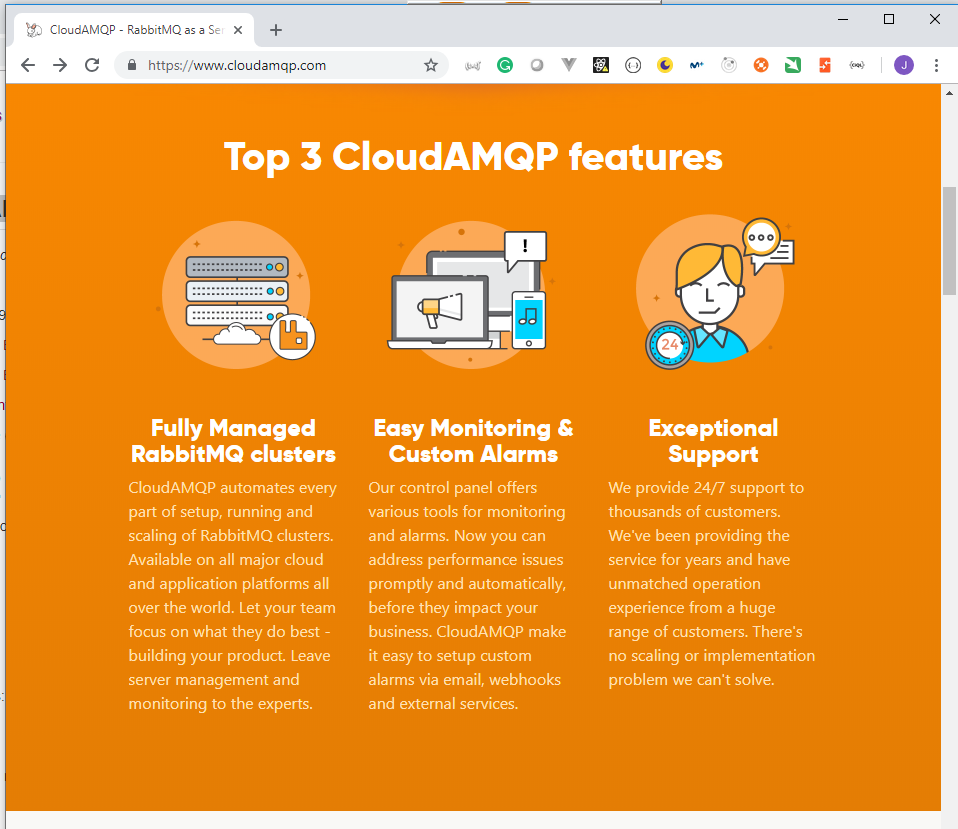 CloudAMQP - RabbitMQ as a Se
https://www.cloudamqp.com
J
Top 3 CloudAMQP features
!
24
Fully Managed
RabbitMQ clusters
CloudAMQP automates every
part of setup, running and
scaling of RabbitMQ clusters.
Available on all major cloud
and application platforms all
over the world. Let your team
focus on what they do best -
building your product. Leave
server management and
monitoring to the experts.
Easy Monitoring &
Custom Alarms
Our control panel offers
various tools for monitoring
and alarms. Now you can
address performance issues
promptly and automatically,
before they impact your
business. CloudAMQP make
it easy to setup custom
alarms via email, webhooks
and external services.
Exceptional
Support
We provide 24/7 support to
thousands of customers.
We've been providing the
service for years and have
unmatched operation
experience from a huge
range of customers. There's
no scaling or implementation
problem we can't solve.